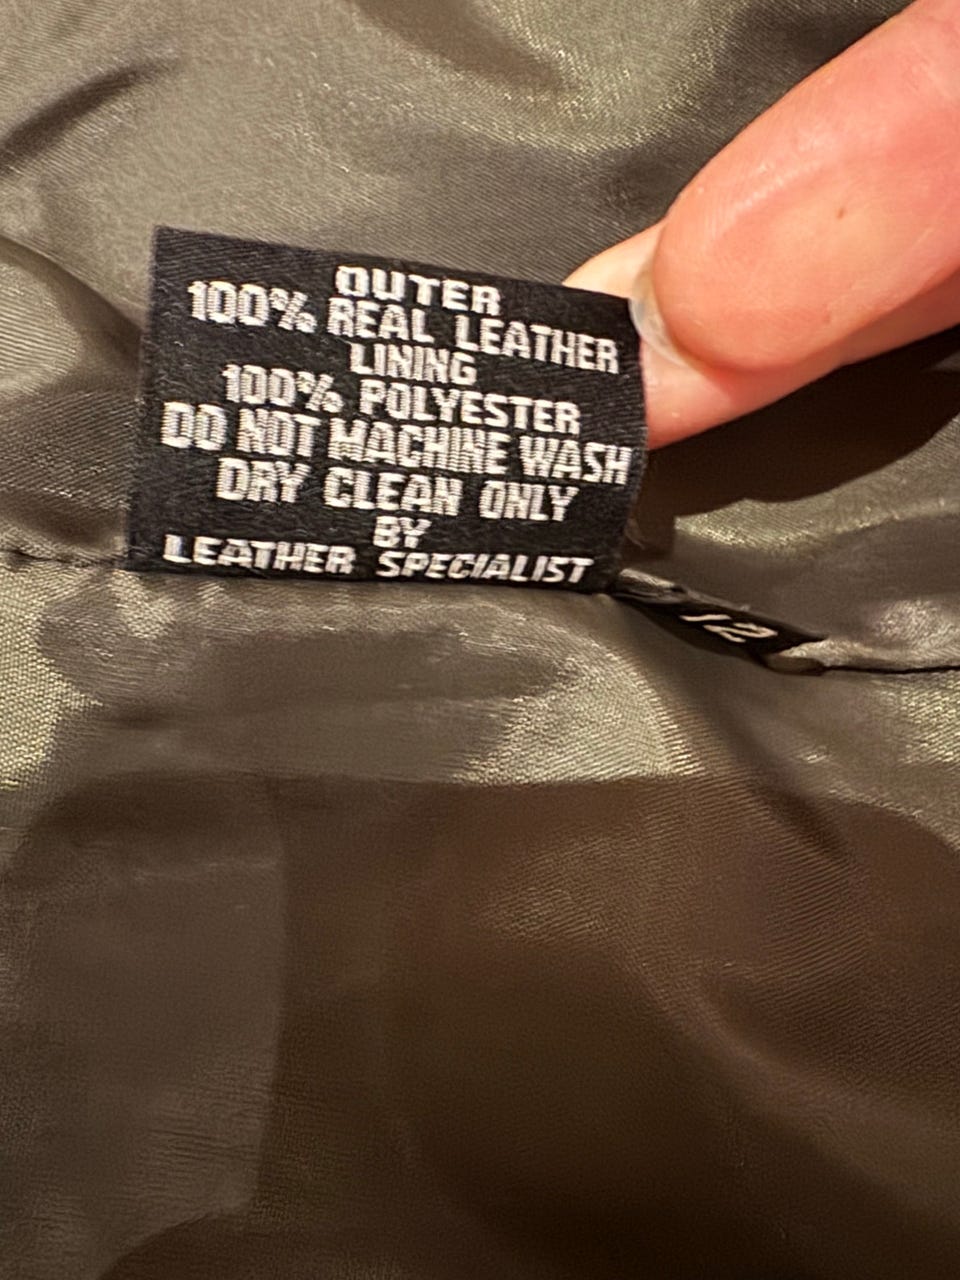 OUTER
100% REAL LEATHER
LINING
100% POLYESTER
DO NOT MACHINE WASH
DRY CLEAN ONLY
BY
LEATHER SPECIALIST
12